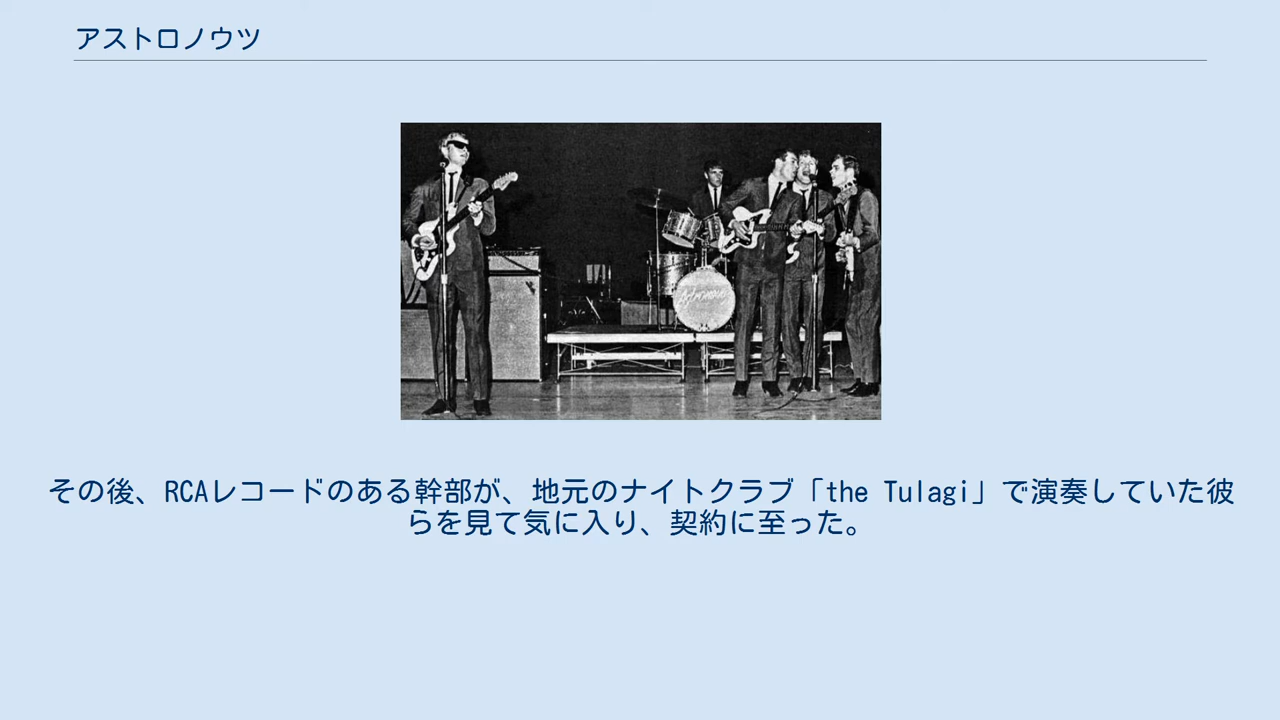 アストロノウツ
その後、RCAレコードのある幹部が、地元のナイトクラブ「the Tulagi」で演奏していた彼
らを見て気に入り、契約に至った。